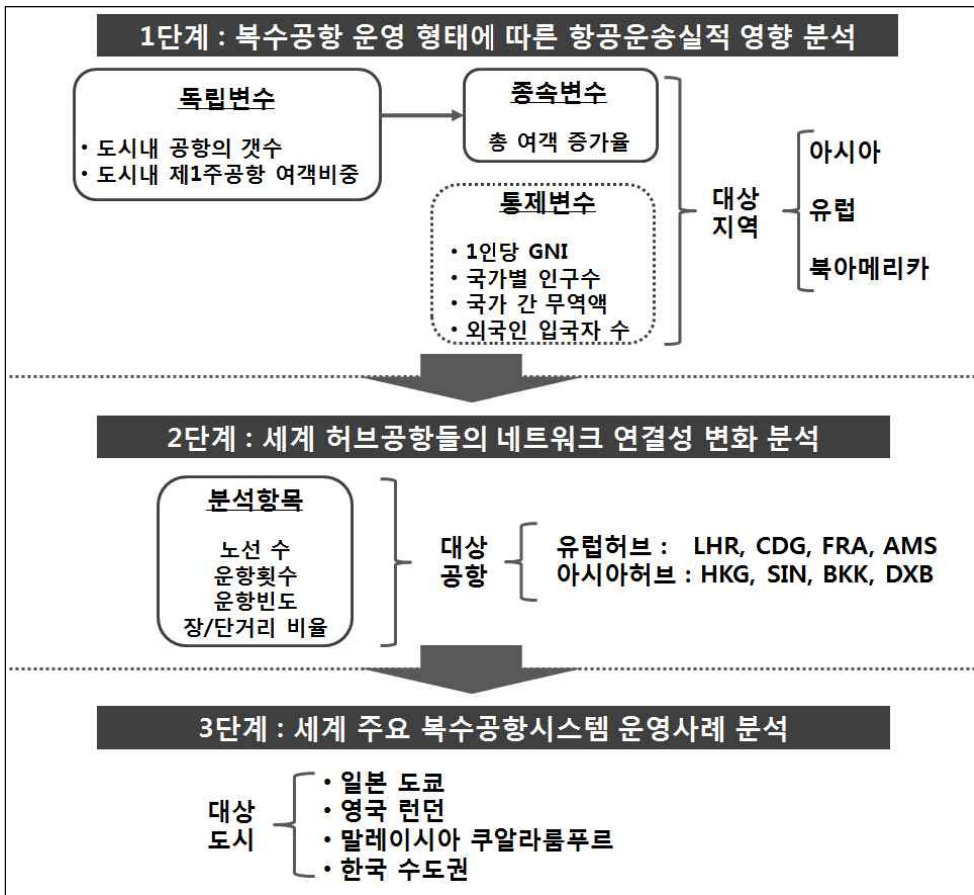 1단계 : 복수공항 운영 형태에 따른 항공운송실적 영향 분석
독립변수
• 도시내 공항의 갯수
• 도시내 제1주공항 여객비중
종속변수
총 여객 증가율
통제변수
• 1인당 GNI
• 국가별 인구수
• 국가 간 무역액
• 외국인 입국자 수
대상
지역
아시아
유럽
북아메리카
2단계 : 세계 허브공항들의 네트워크 연결성 변화 분석
분석항목
노선 수
운항횟수
운항빈도
장/단거리 비율
대상
공항
유럽허브 : LHR, CDG, FRA, AMS
아시아허브 : HKG, SIN, BKK, DXB
3단계 : 세계 주요 복수공항시스템 운영사례 분석
대상
도시
• 일본 도쿄
• 영국 런던
• 말레이시아 쿠알라룸푸르
• 한국 수도권